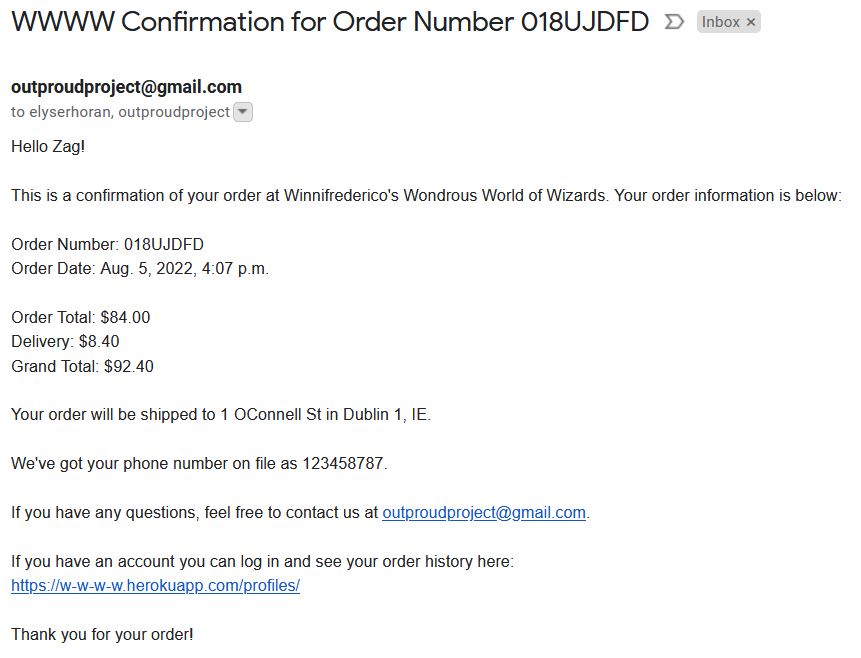 WWWW Confirmation for Order Number 018UJDFD Inbox ×
outproudproject@gmail.com
to elyserhoran, outproudproject
Hello Zag!
This is a confirmation of your order at Winnifrederico's Wondrous World of Wizards. Your order information is below:
Order Number: 018UJDFD
Order Date: Aug. 5, 2022, 4:07 p.m.
Order Total: $84.00
Delivery: $8.40
Grand Total: $92.40
Your order will be shipped to 1 OConnell St in Dublin 1, IE.
We've got your phone number on file as 123458787.
If you have any questions, feel free to contact us at outproudproject@gmail.com.
If you have an account you can log in and see your order history here:
https://w-w-w-w.herokuapp.com/profiles/
Thank you for your order!